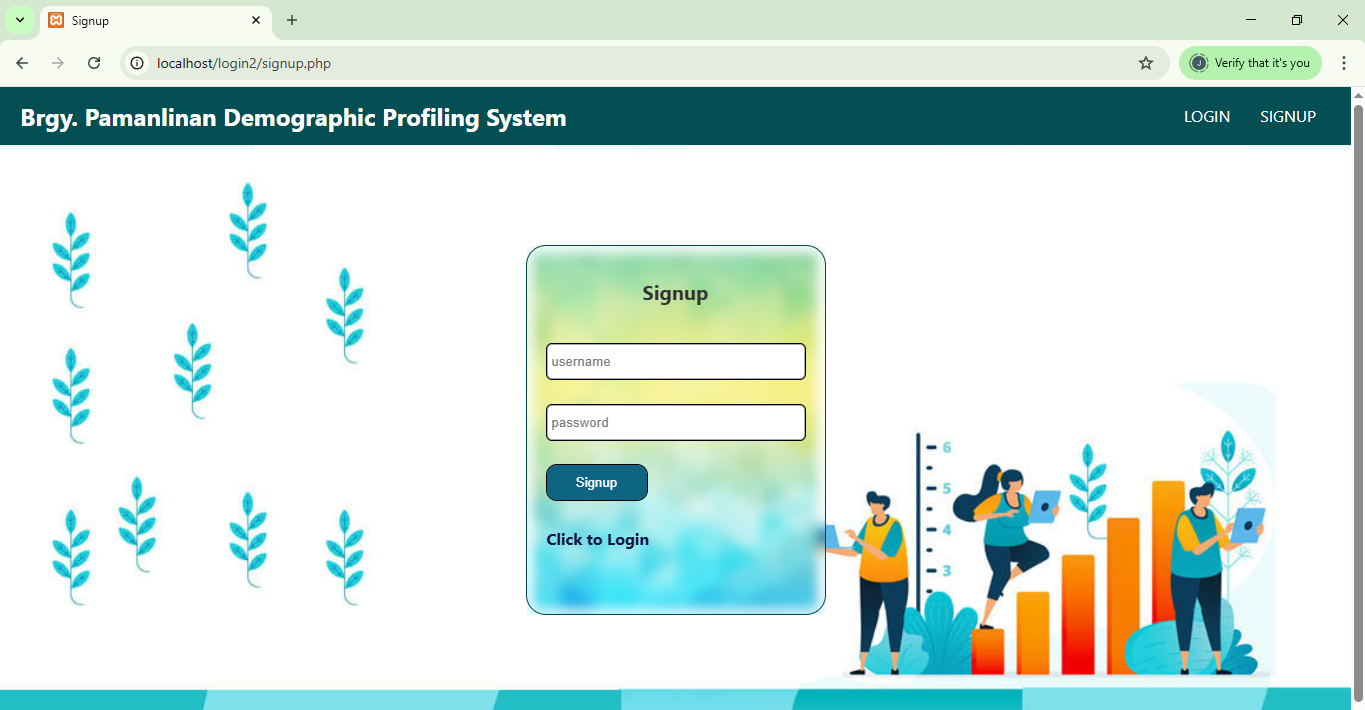 Signup
localhost/login2/signup.php
J
Verify that it's you
Brgy. Pamanlinan Demographic Profiling System
LOGIN SIGNUP
Signup
username
password
Signup
Click to Login
6
5
4
3